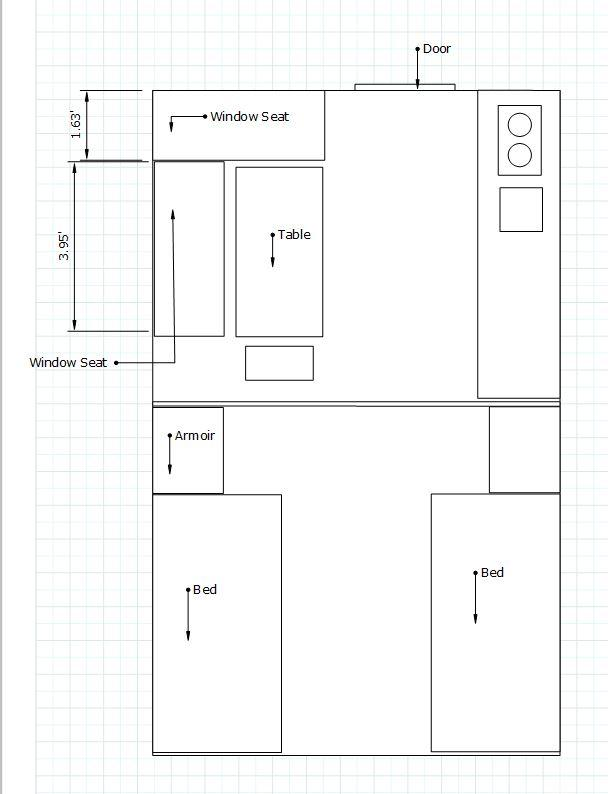 Door
1.63'
Window Seat
3.95'
Table
Window Seat
Armoir
Bed
Bed